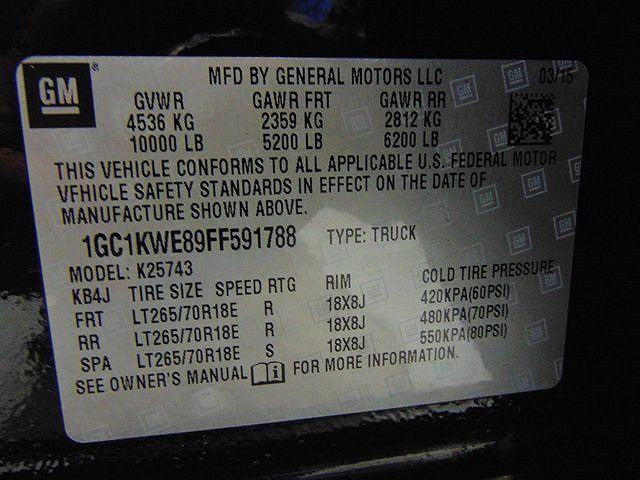 GM
MFD BY GENERAL MOTORS LLC 03/15
GVWR GAWR FRT GAWR RR
4536 KG 2359 KG 2812 KG
10000 LB 5200 LB 6200 LB
THIS VEHICLE CONFORMS TO ALL APPLICABLE U.S. FEDERAL MOTOR
VEHICLE SAFETY STANDARDS IN EFFECT ON THE DATE OF
MANUFACTURE SHOWN ABOVE.
1GC1KWE89FF591788 TYPE: TRUCK
MODEL: K25743
KB4J TIRE SIZE SPEED RTG RIM COLD TIRE PRESSURE
FRT LT265/70R18E R 18X8J 420KPA(60PSI)
RR LT265/70R18E R 18X8J 480KPA(70PSI)
SPA LT265/70R18E S 18X8J 550KPA(80PSI)
SEE OWNER'S MANUAL FOR MORE INFORMATION.